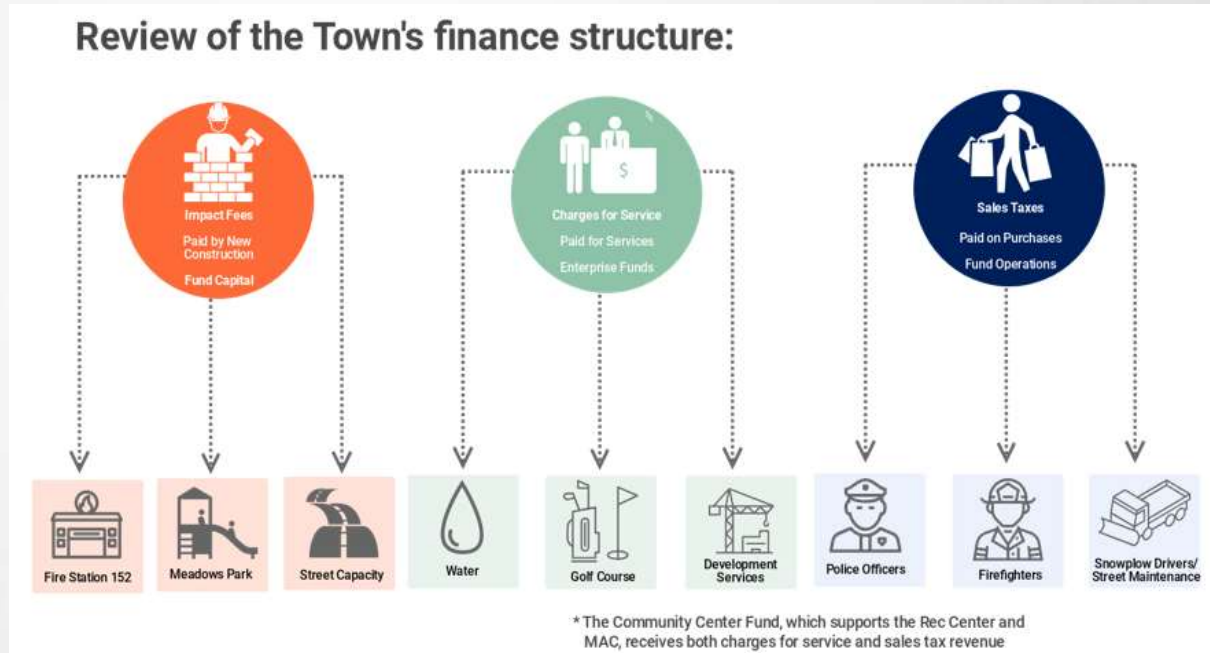 Review of the Town's finance structure:
Impact Fees
Paid by New
Construction
Fund Capital
Charges for Service
Paid for Services
Enterprise Funds
$
Sales Taxes
Paid on Purchases
Fund Operations
Fire Station 152
Meadows Park
Street Capacity
Water
Golf Course
Development
Services
Police Officers
Firefighters
Snowplow Drivers/
Street Maintenance
* The Community Center Fund, which supports the Rec Center and
MAC, receives both charges for service and sales tax revenue